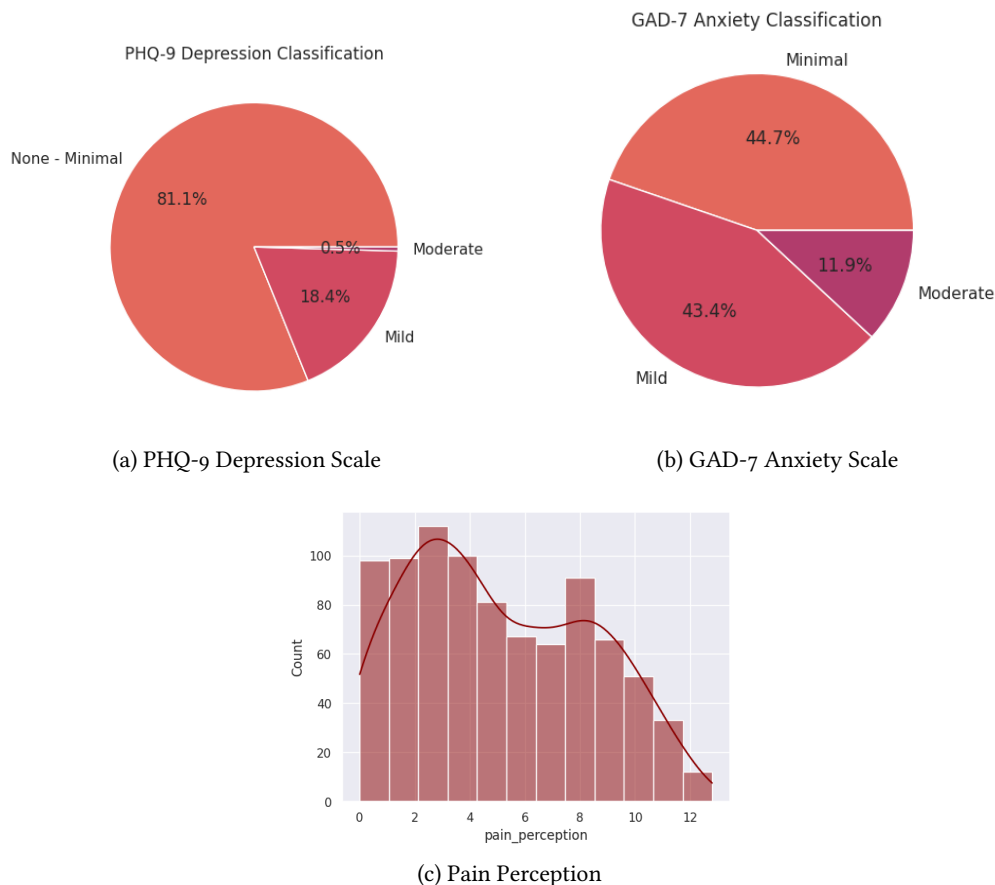 PHQ-9 Depression Classification
None - Minimal
81.1%
0.5%
Moderate
18.4%
Mild
(a) PHQ-9 Depression Scale
GAD-7 Anxiety Classification
Minimal
44.7%
11.9%
Moderate
43.4%
Mild
(b) GAD-7 Anxiety Scale
100
80
60
40
20
0
Count
0 2 4 6 8 10 12
pain_perception
(c) Pain Perception